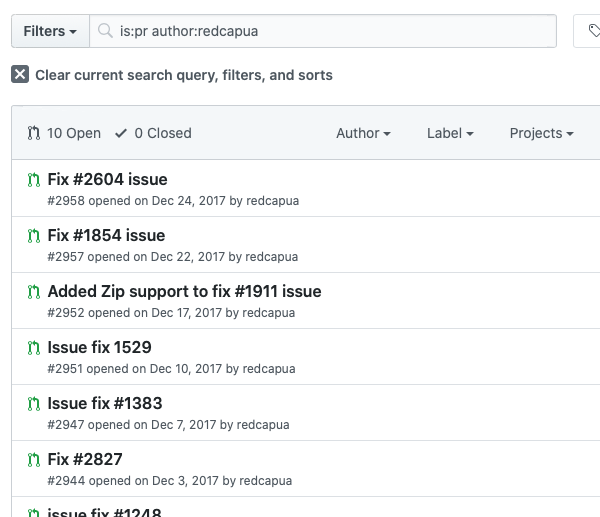 Filters
is:pr author:redcapua
Clear current search query, filters, and sorts
10 Open
0 Closed
Author
Label
Projects
Fix #2604 issue
#2958 opened on Dec 24, 2017 by redcapua
Fix #1854 issue
#2957 opened on Dec 22, 2017 by redcapua
Added Zip support to fix #1911 issue
#2952 opened on Dec 17, 2017 by redcapua
Issue fix 1529
#2951 opened on Dec 10, 2017 by redcapua
Issue fix #1383
#2947 opened on Dec 7, 2017 by redcapua
Fix #2827
#2944 opened on Dec 3, 2017 by redcapua
issue fix #1248